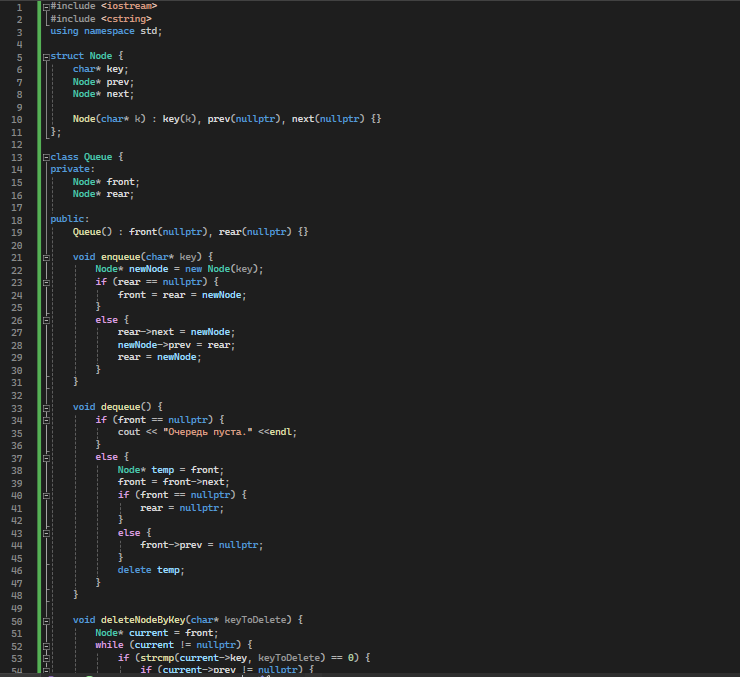 1 #include <iostream>
2 #include <cstring>
3 using namespace std;
4
5 struct Node {
6     char* key;
7     Node* prev;
8     Node* next;
9
10     Node(char* k) : key(k), prev(nullptr), next(nullptr) {}
11 };
12
13 class Queue {
14 private:
15     Node* front;
16     Node* rear;
17
18 public:
19     Queue() : front(nullptr), rear(nullptr) {}
20
21     void enqueue(char* key) {
22         Node* newNode = new Node(key);
23         if (rear == nullptr) {
24             front = rear = newNode;
25         }
26         else {
27             rear->next = newNode;
28             newNode->prev = rear;
29             rear = newNode;
30         }
31     }
32
33     void dequeue() {
34         if (front == nullptr) {
35             cout << "Очередь пуста." <<endl;
36         }
37         else {
38             Node* temp = front;
39             front = front->next;
40             if (front == nullptr) {
41                 rear = nullptr;
42             }
43             else {
44                 front->prev = nullptr;
45             }
46             delete temp;
47         }
48     }
49
50     void deleteNodeByKey(char* keyToDelete) {
51         Node* current = front;
52         while (current != nullptr) {
53             if (strcmp(current->key, keyToDelete) == 0) {
54                 if (current->prev != nullptr) {